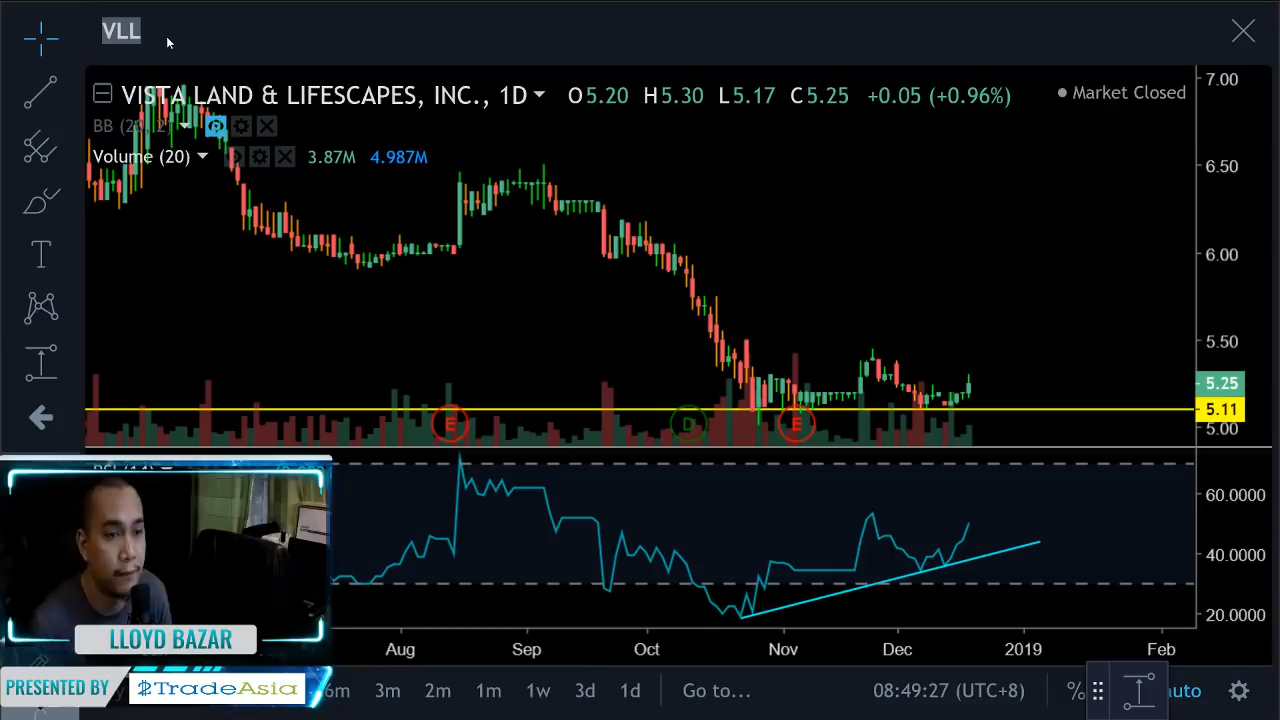 VLL
VISTA LAND & LIFESCAPES, INC., 1D O5.20 H5.30 L5.17 C5.25 +0.05 (+0.96%)
Market Closed
BB (20, 2)
Volume (20) 3.87M 4.987M
7.00
6.50
6.00
5.50
5.25
5.11
5.00
E
D
E
60.0000
40.0000
20.0000
Aug Sep Oct Nov Dec 2019 Feb
LLOYD BAZAR
PRESENTED BY TradeAsia
6m 3m 2m 1m 1w 3d 1d Go to... 08:49:27 (UTC+8) % auto